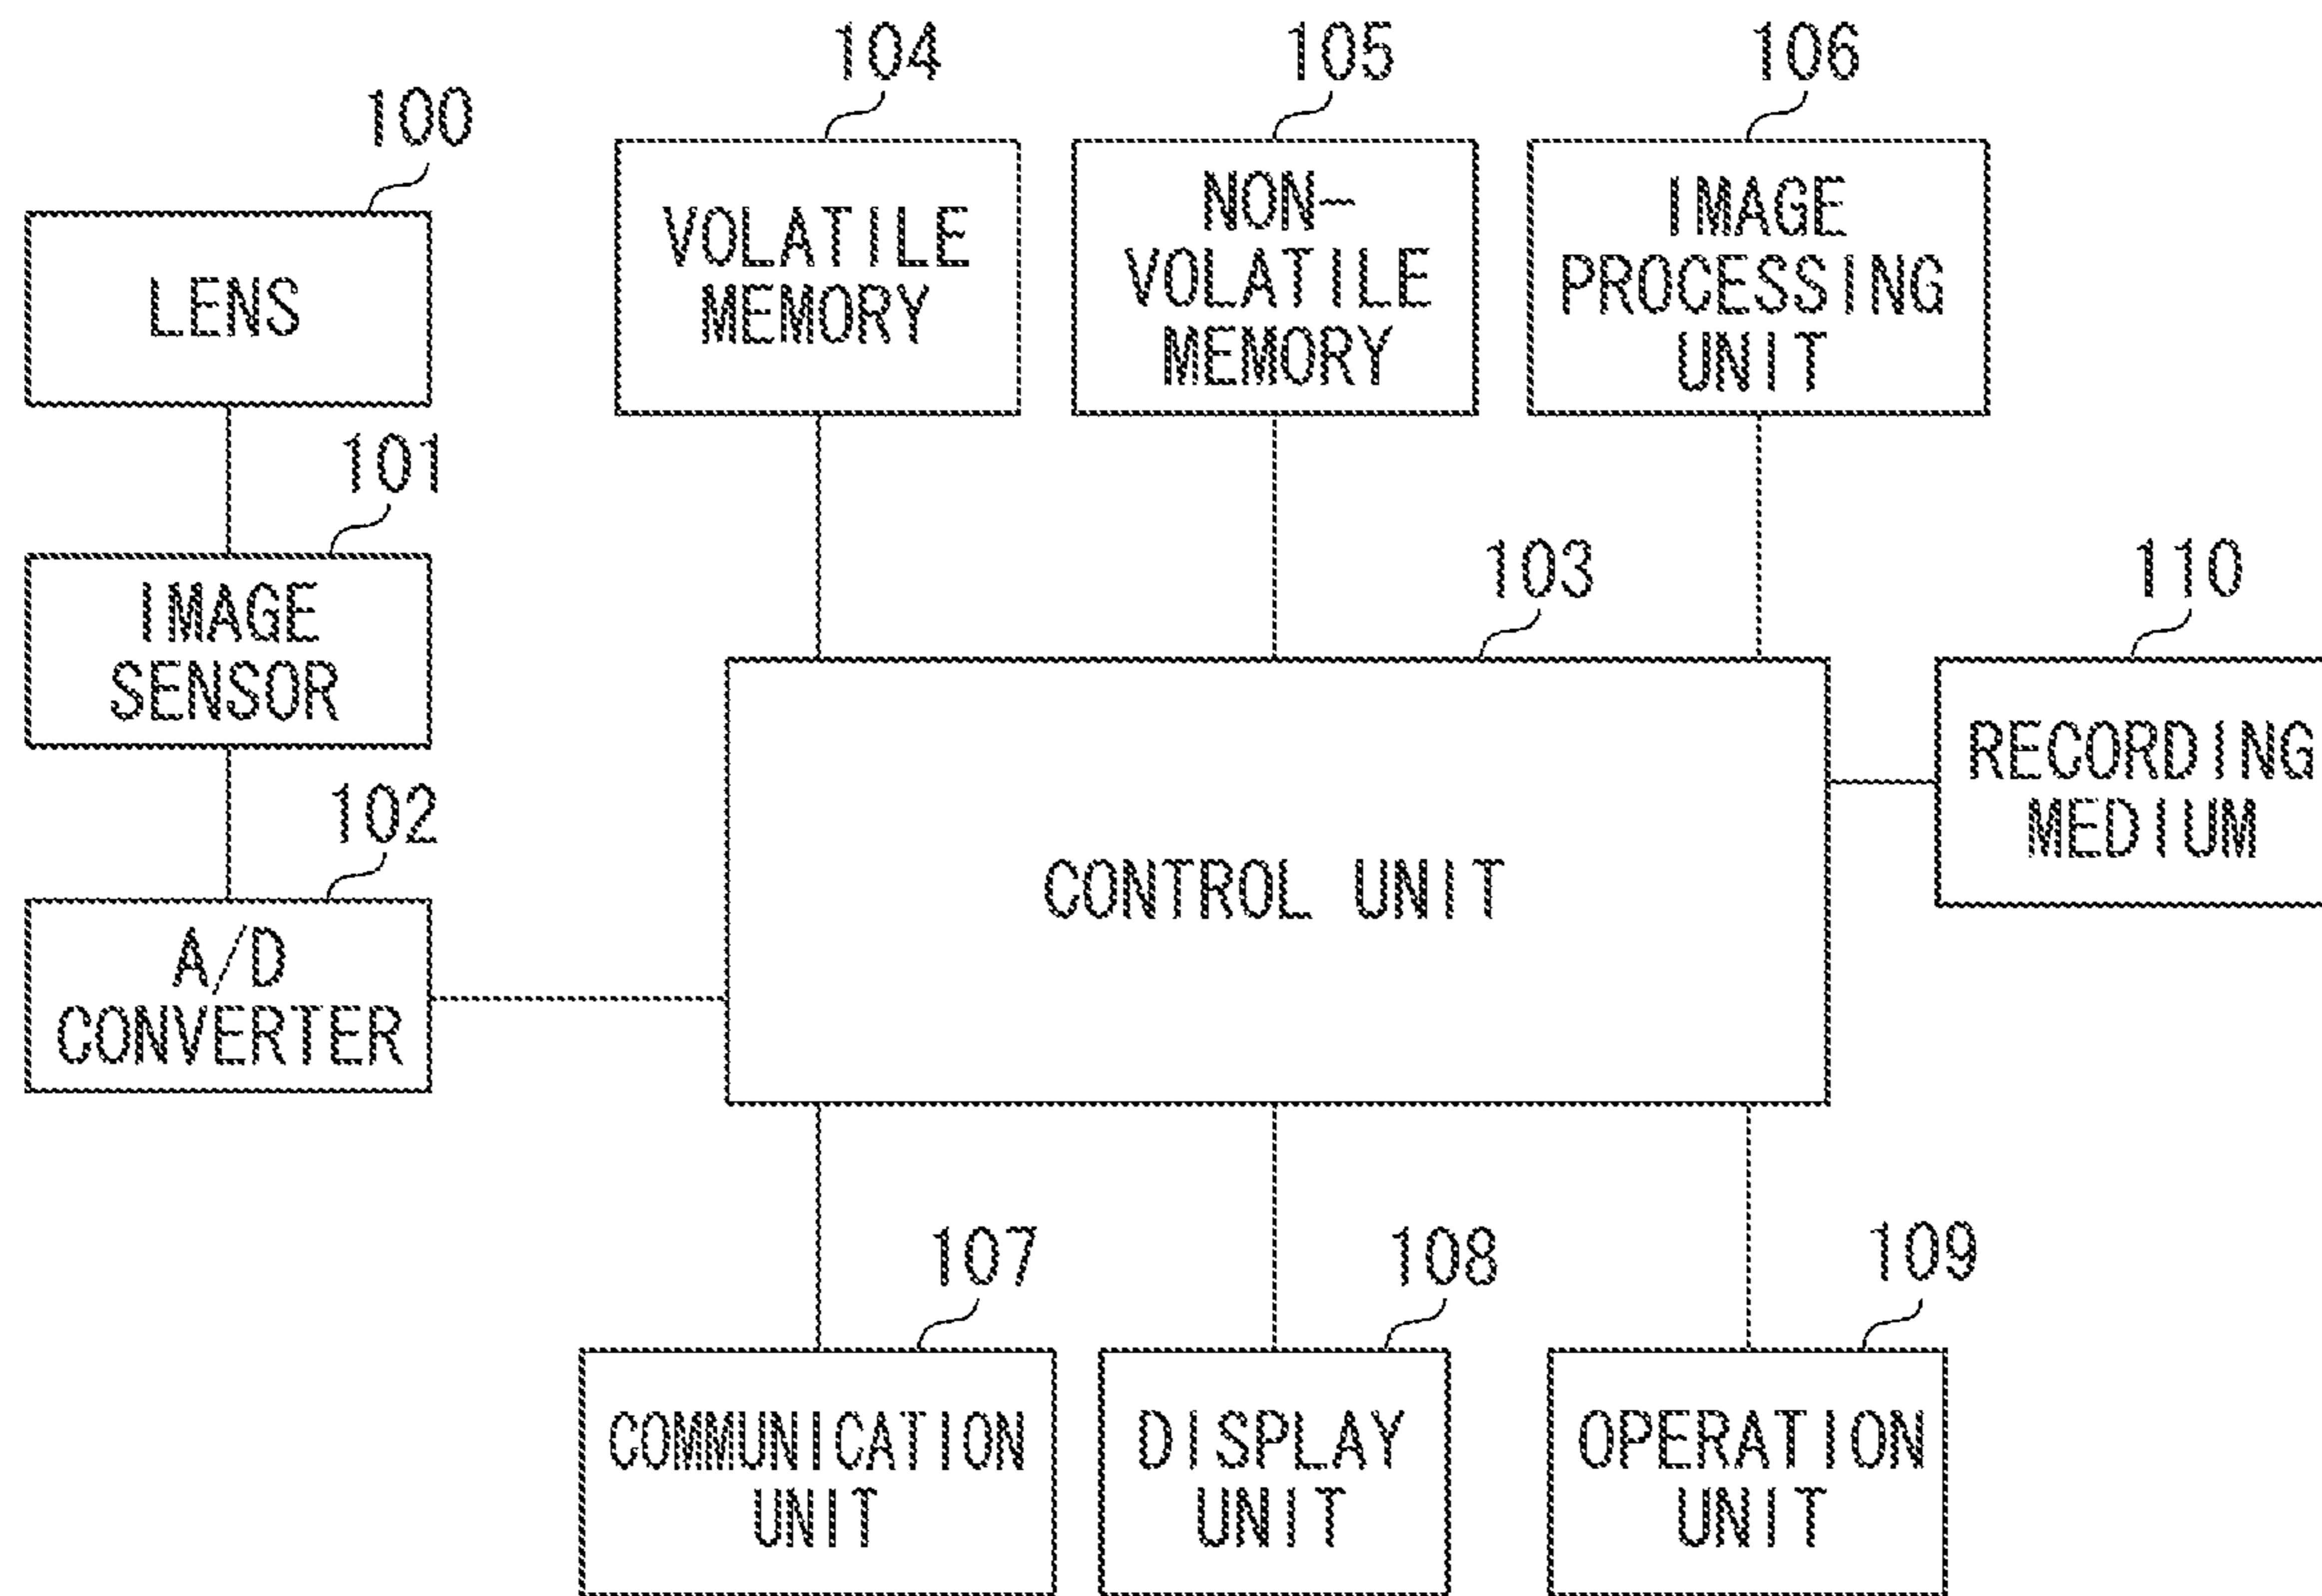 104
105
106
100
VOLATILE
MEMORY
NON-
VOLATILE
MEMORY
IMAGE
PROCESSING
UNIT
LENS
101
103
110
IMAGE
SENSOR
RECORDING
MEDIUM
102
CONTROL UNIT
A/D
CONVERTER
107
108
109
COMMUNICATION
UNIT
DISPLAY
UNIT
OPERATION
UNIT